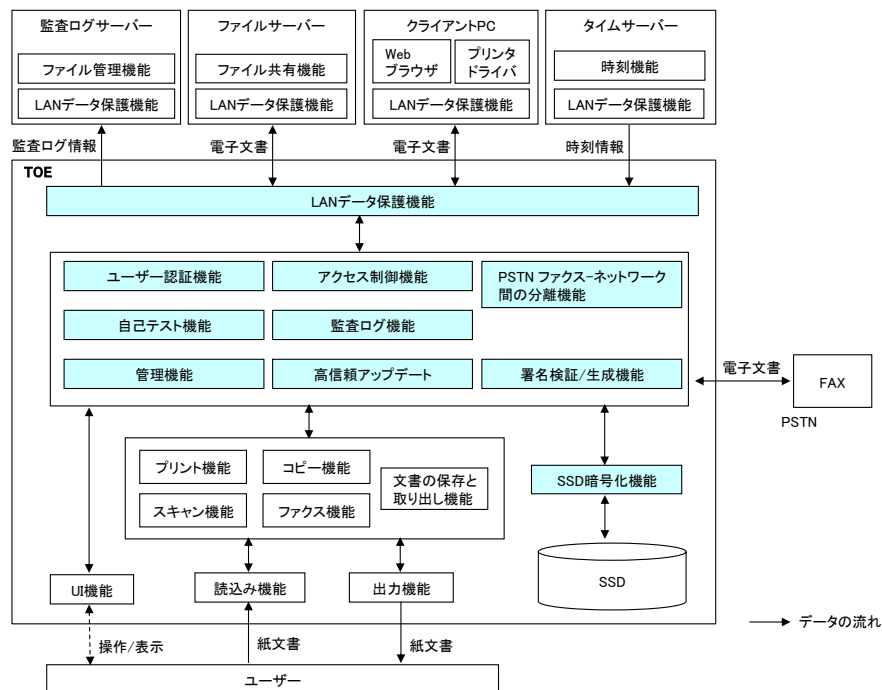 監査ログサーバー
ファイルサーバー
クライアントPC
タイムサーバー
ファイル管理機能
ファイル共有機能
Web
ブラウザ
プリンタ
ドライバ
時刻機能
LANデータ保護機能
LANデータ保護機能
LANデータ保護機能
LANデータ保護機能
監査ログ情報
電子文書
電子文書
時刻情報
TOE
LANデータ保護機能
ユーザー認証機能
アクセス制御機能
PSTN ファクス-ネットワーク
間の分離機能
自己テスト機能
監査ログ機能
管理機能
高信頼アップデート
署名検証/生成機能
電子文書
FAX
PSTN
プリント機能
コピー機能
文書の保存と
取り出し機能
スキャン機能
ファクス機能
SSD暗号化機能
SSD
UI機能
読込み機能
出力機能
データの流れ
操作/表示
紙文書
紙文書
ユーザー